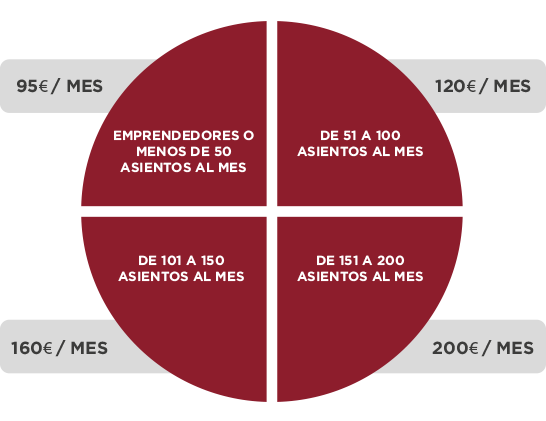 95€/ MES
120€/ MES
EMPRENDEDORES O
MENOS DE 50
ASIENTOS AL MES
DE 51 A 100
ASIENTOS AL MES
DE 101 A 150
ASIENTOS AL MES
DE 151 A 200
ASIENTOS AL MES
160€/ MES
200€/ MES